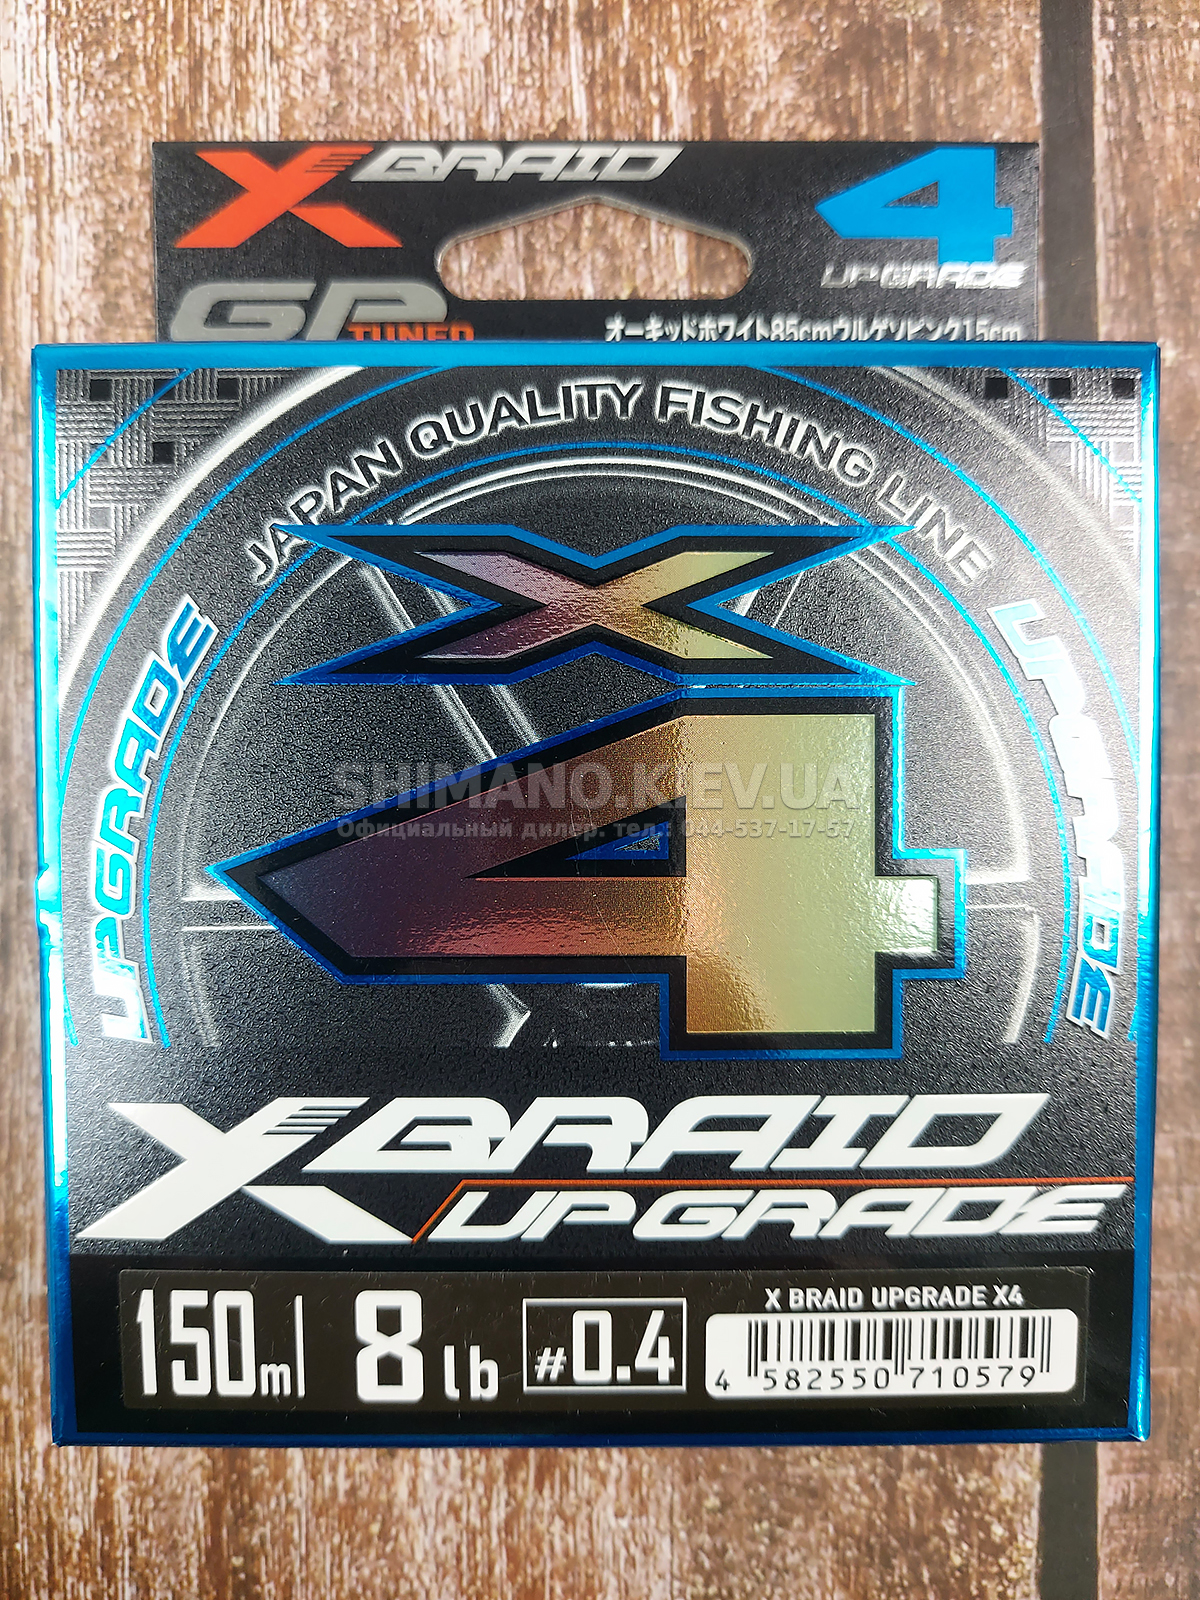 X BRAID
4
UPGRADE
GP TUNED
オーキッドホワイト85cmウルゲソピンク15cm
JAPAN QUALITY FISHING LINE
UPGRADE
UPGRADE
X
4
SHIMANO.KIEV.UA
Официальный дилер. тел.: 044-537-17-57
X BRAID
UPGRADE
150m 8lb #0.4
X BRAID UPGRADE X4
4 582550 710579